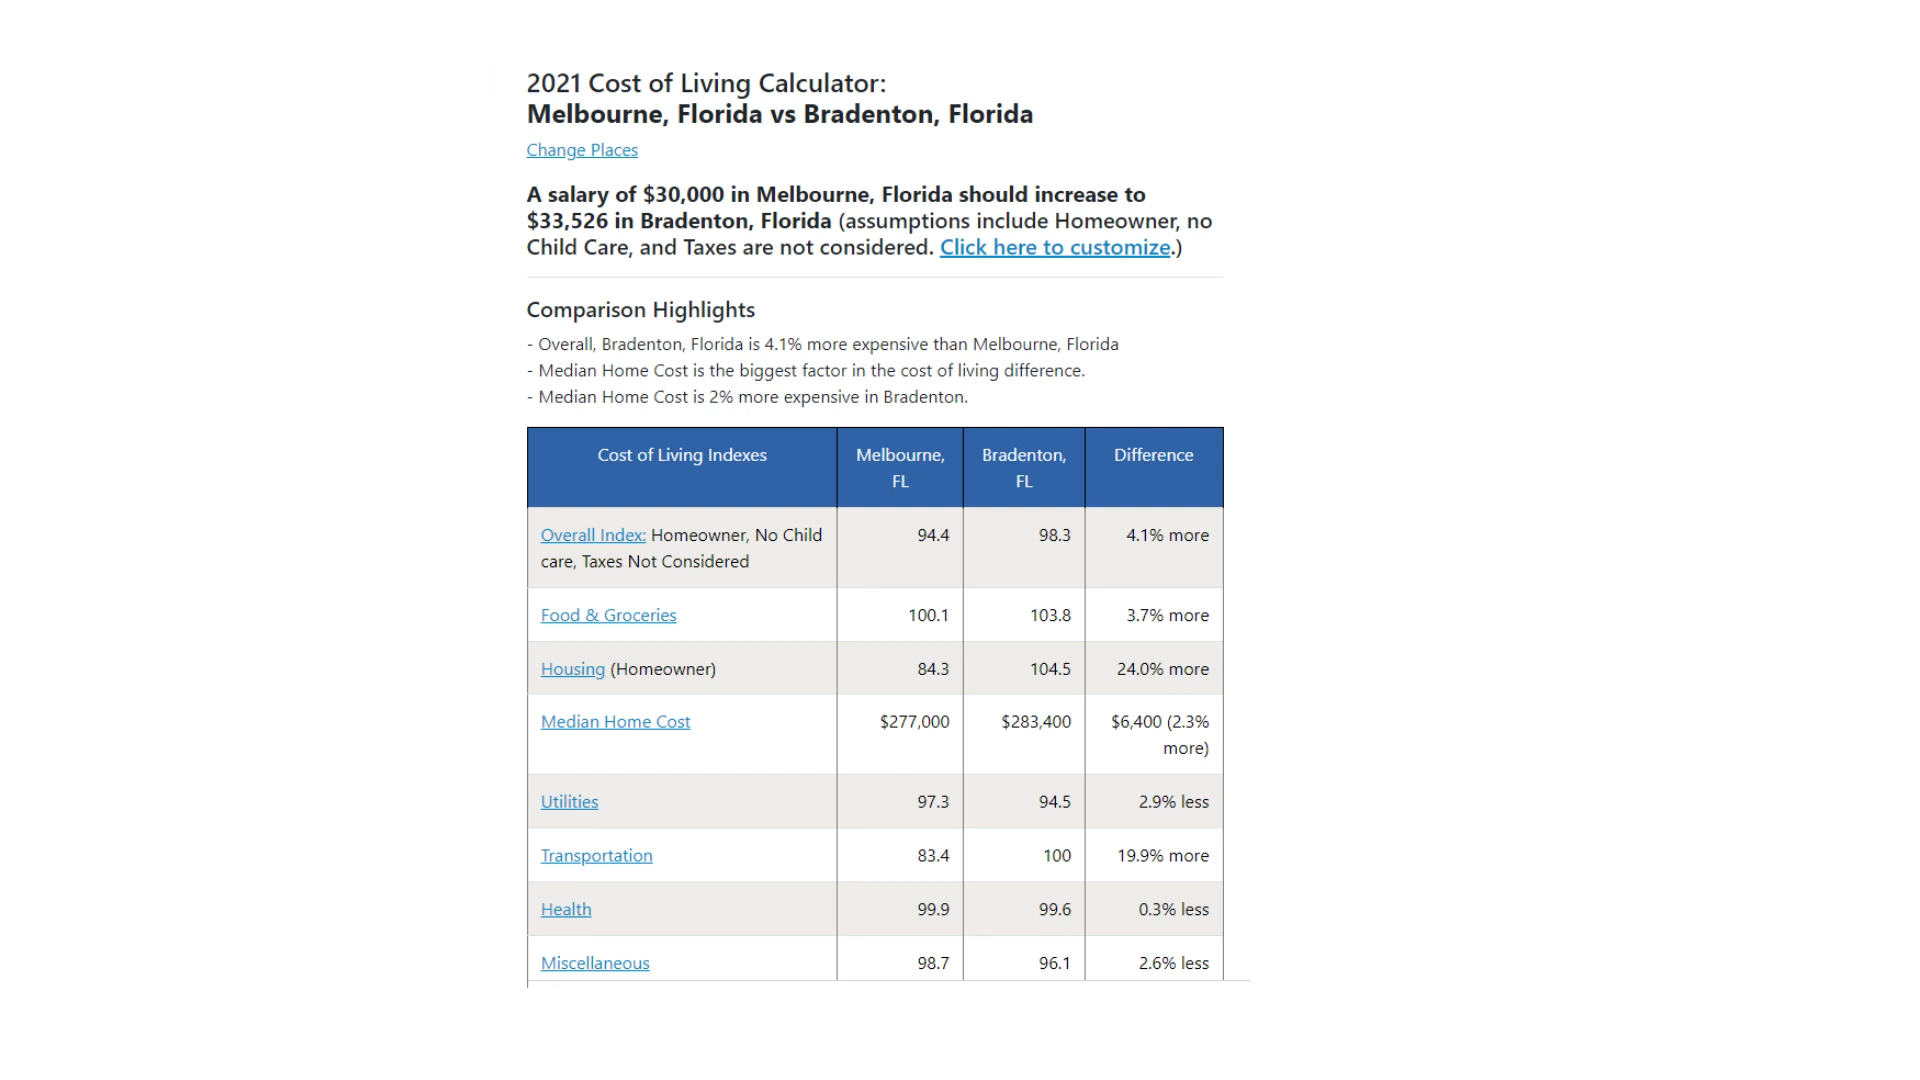 2021 Cost of Living Calculator:
Melbourne, Florida vs Bradenton, Florida
Change Places
A salary of $30,000 in Melbourne, Florida should increase to
$33,526 in Bradenton, Florida (assumptions include Homeowner, no
Child Care, and Taxes are not considered. Click here to customize.)
Comparison Highlights
- Overall, Bradenton, Florida is 4.1% more expensive than Melbourne, Florida
- Median Home Cost is the biggest factor in the cost of living difference.
- Median Home Cost is 2% more expensive in Bradenton.
Cost of Living Indexes Melbourne, Bradenton, Difference
FL FL
Overall Index: Homeowner, No Child 94.4 98.3 4.1% more
care, Taxes Not Considered
Food & Groceries 100.1 103.8 3.7% more
Housing (Homeowner) 84.3 104.5 24.0% more
Median Home Cost $277,000 $283,400 $6,400 (2.3%
more)
Utilities 97.3 94.5 2.9% less
Transportation 83.4 100 19.9% more
Health 99.9 99.6 0.3% less
Miscellaneous 98.7 96.1 2.6% less